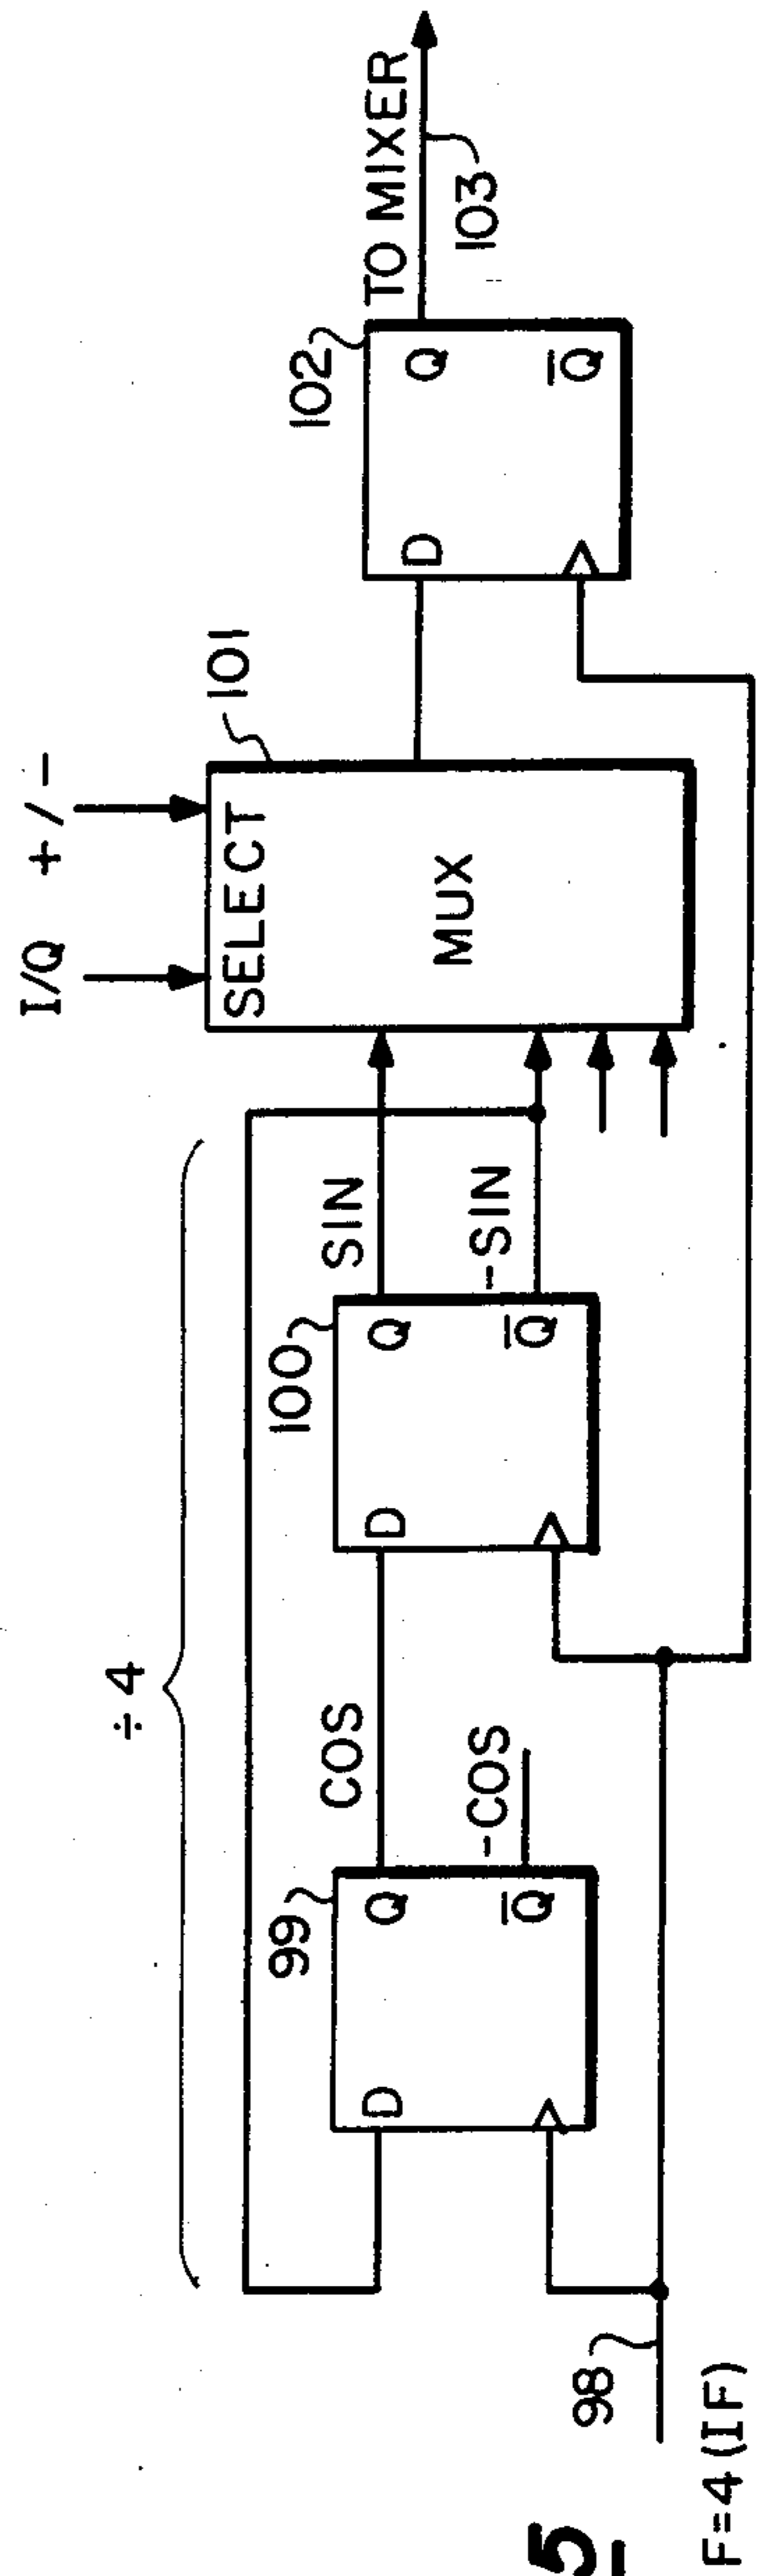 ÷4
I/Q +/−
SELECT
101
MUX
99
D
Q
Q̅
COS
-COS
100
D
Q
Q̅
SIN
-SIN
102
D
Q
Q̅
TO MIXER
103
98
F=4(IF)
5